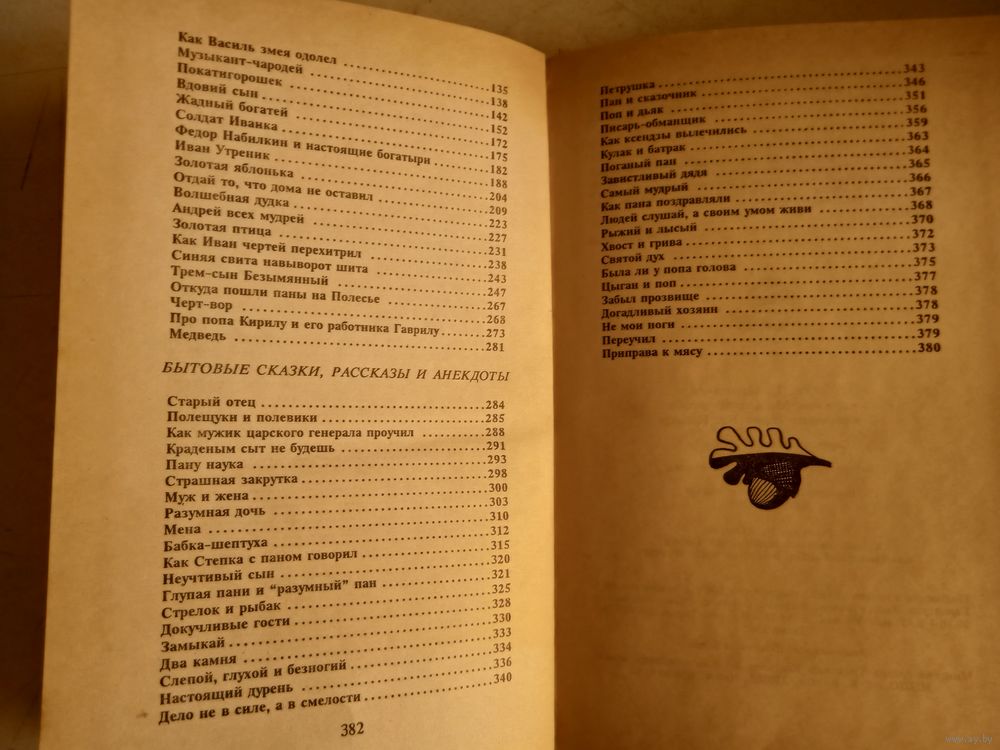 Как Василь змея одолел ..... 135
Музыкант-чародей ..... 138
Покатигорошек ..... 142
Вдовий сын ..... 152
Жадный богатей ..... 172
Солдат Иванка ..... 175
Федор Набилкин и настоящие богатыри ..... 182
Иван Утреник ..... 188
Золотая яблонька ..... 204
Отдай то, что дома не оставил ..... 209
Волшебная дудка ..... 223
Андрей всех мудрей ..... 227
Золотая птица ..... 231
Как Иван чертей перехитрил ..... 238
Синяя свита навыворот шита ..... 243
Трем-сын Безымянный ..... 247
Откуда пошли паны на Полесье ..... 267
Черт-вор ..... 268
Про попа Кирилу и его работника Гаврилу ..... 273
Медведь ..... 281
БЫТОВЫЕ СКАЗКИ, РАССКАЗЫ И АНЕКДОТЫ
Старый отец ..... 284
Полещуки и полевики ..... 285
Как мужик царского генерала проучил ..... 288
Краденым сыт не будешь ..... 291
Пану наука ..... 293
Страшная закрутка ..... 298
Муж и жена ..... 300
Разумная дочь ..... 303
Мена ..... 310
Бабка-шептуха ..... 312
Как Степка с паном говорил ..... 315
Неучтивый сын ..... 320
Глупая пани и "разумный" пан ..... 321
Стрелок и рыбак ..... 325
Докучливые гости ..... 328
Замыкай ..... 330
Два камня ..... 333
Слепой, глухой и безногий ..... 334
Настоящий дурень ..... 336
Дело не в силе, а в смелости ..... 340
382
Петрушка ..... 343
Пан и сказочник ..... 346
Поп и дьяк ..... 351
Писарь-обманщик ..... 356
Как ксендзы вылечились ..... 359
Кулак и батрак ..... 363
Поганый пан ..... 364
Завистливый дядя ..... 365
Самый мудрый ..... 366
Как пана поздравляли ..... 367
Людей слушай, а своим умом живи ..... 368
Рыжий и лысый ..... 370
Хвост и грива ..... 372
Святой дух ..... 373
Была ли у попа голова ..... 375
Цыган и поп ..... 377
Забыл прозвище ..... 378
Догадливый хозяин ..... 378
Не мои ноги ..... 379
Переучил ..... 379
Приправа к мясу ..... 380
www.ay.by